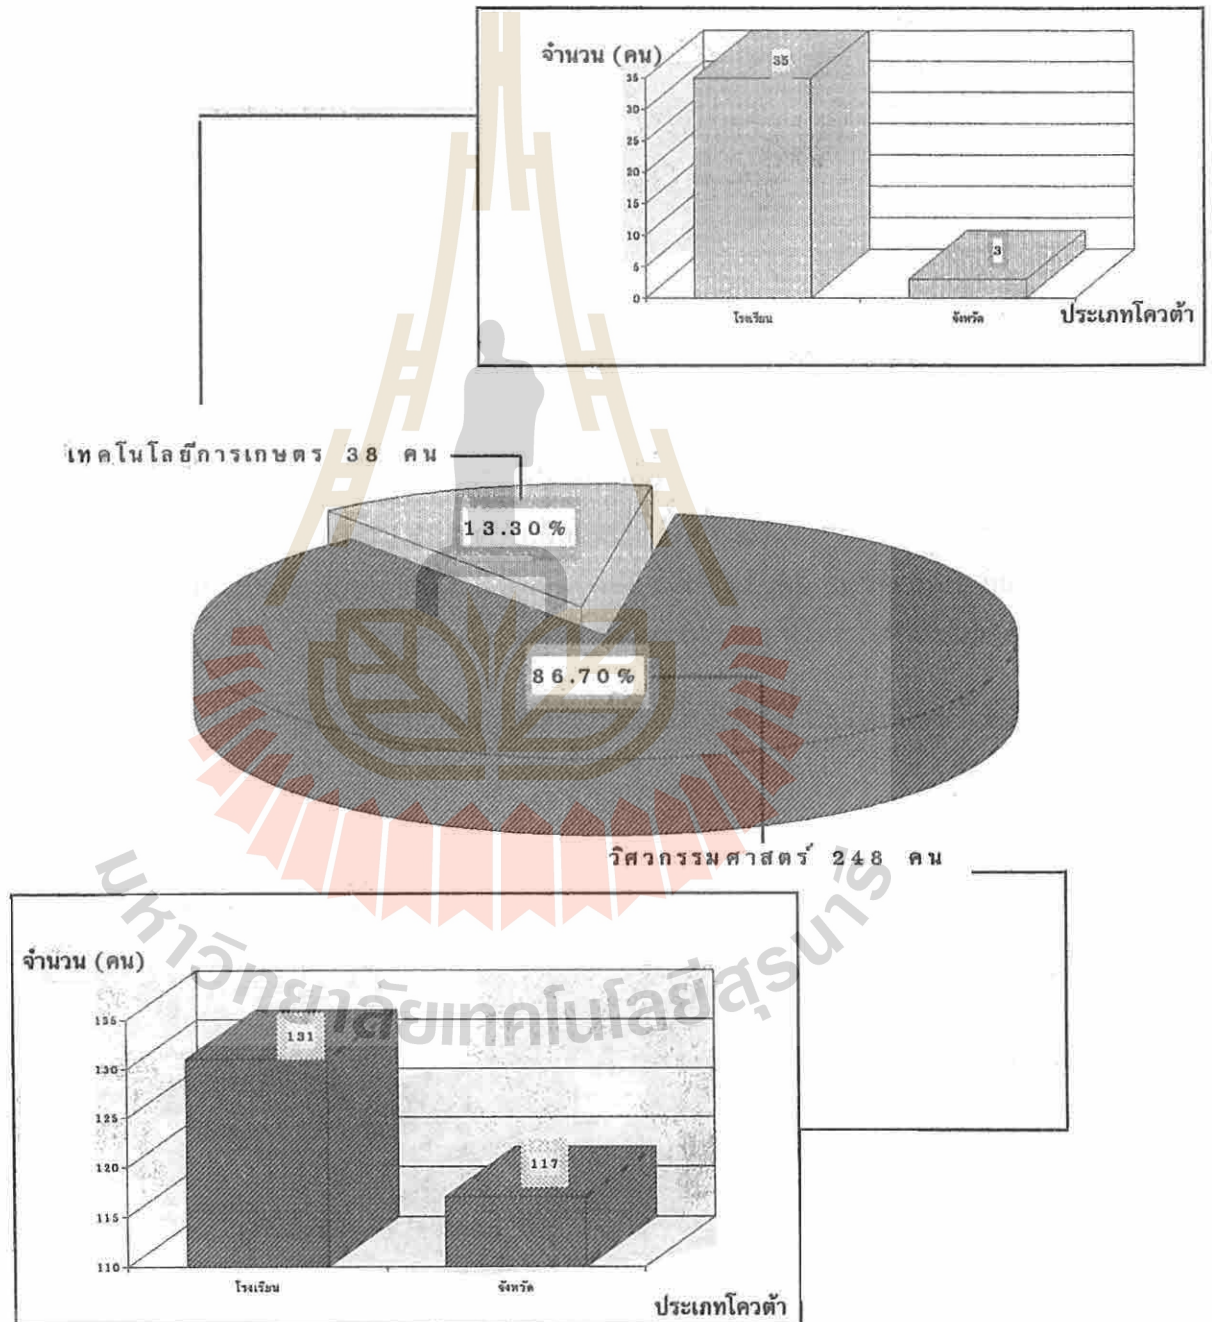 จำนวน (คน)
35
35
30
25
20
15
10
5
0
3
โรงเรียน
จังหวัด
ประเภทโควต้า
เทคโนโลยีการเกษตร 38 คน
13.30%
86.70%
วิศวกรรมศาสตร์ 248 คน
มหาวิทยาลัยเทคโนโลยีสุรนารี
จำนวน (คน)
135
130
125
120
115
110
131
117
โรงเรียน
จังหวัด
ประเภทโควต้า